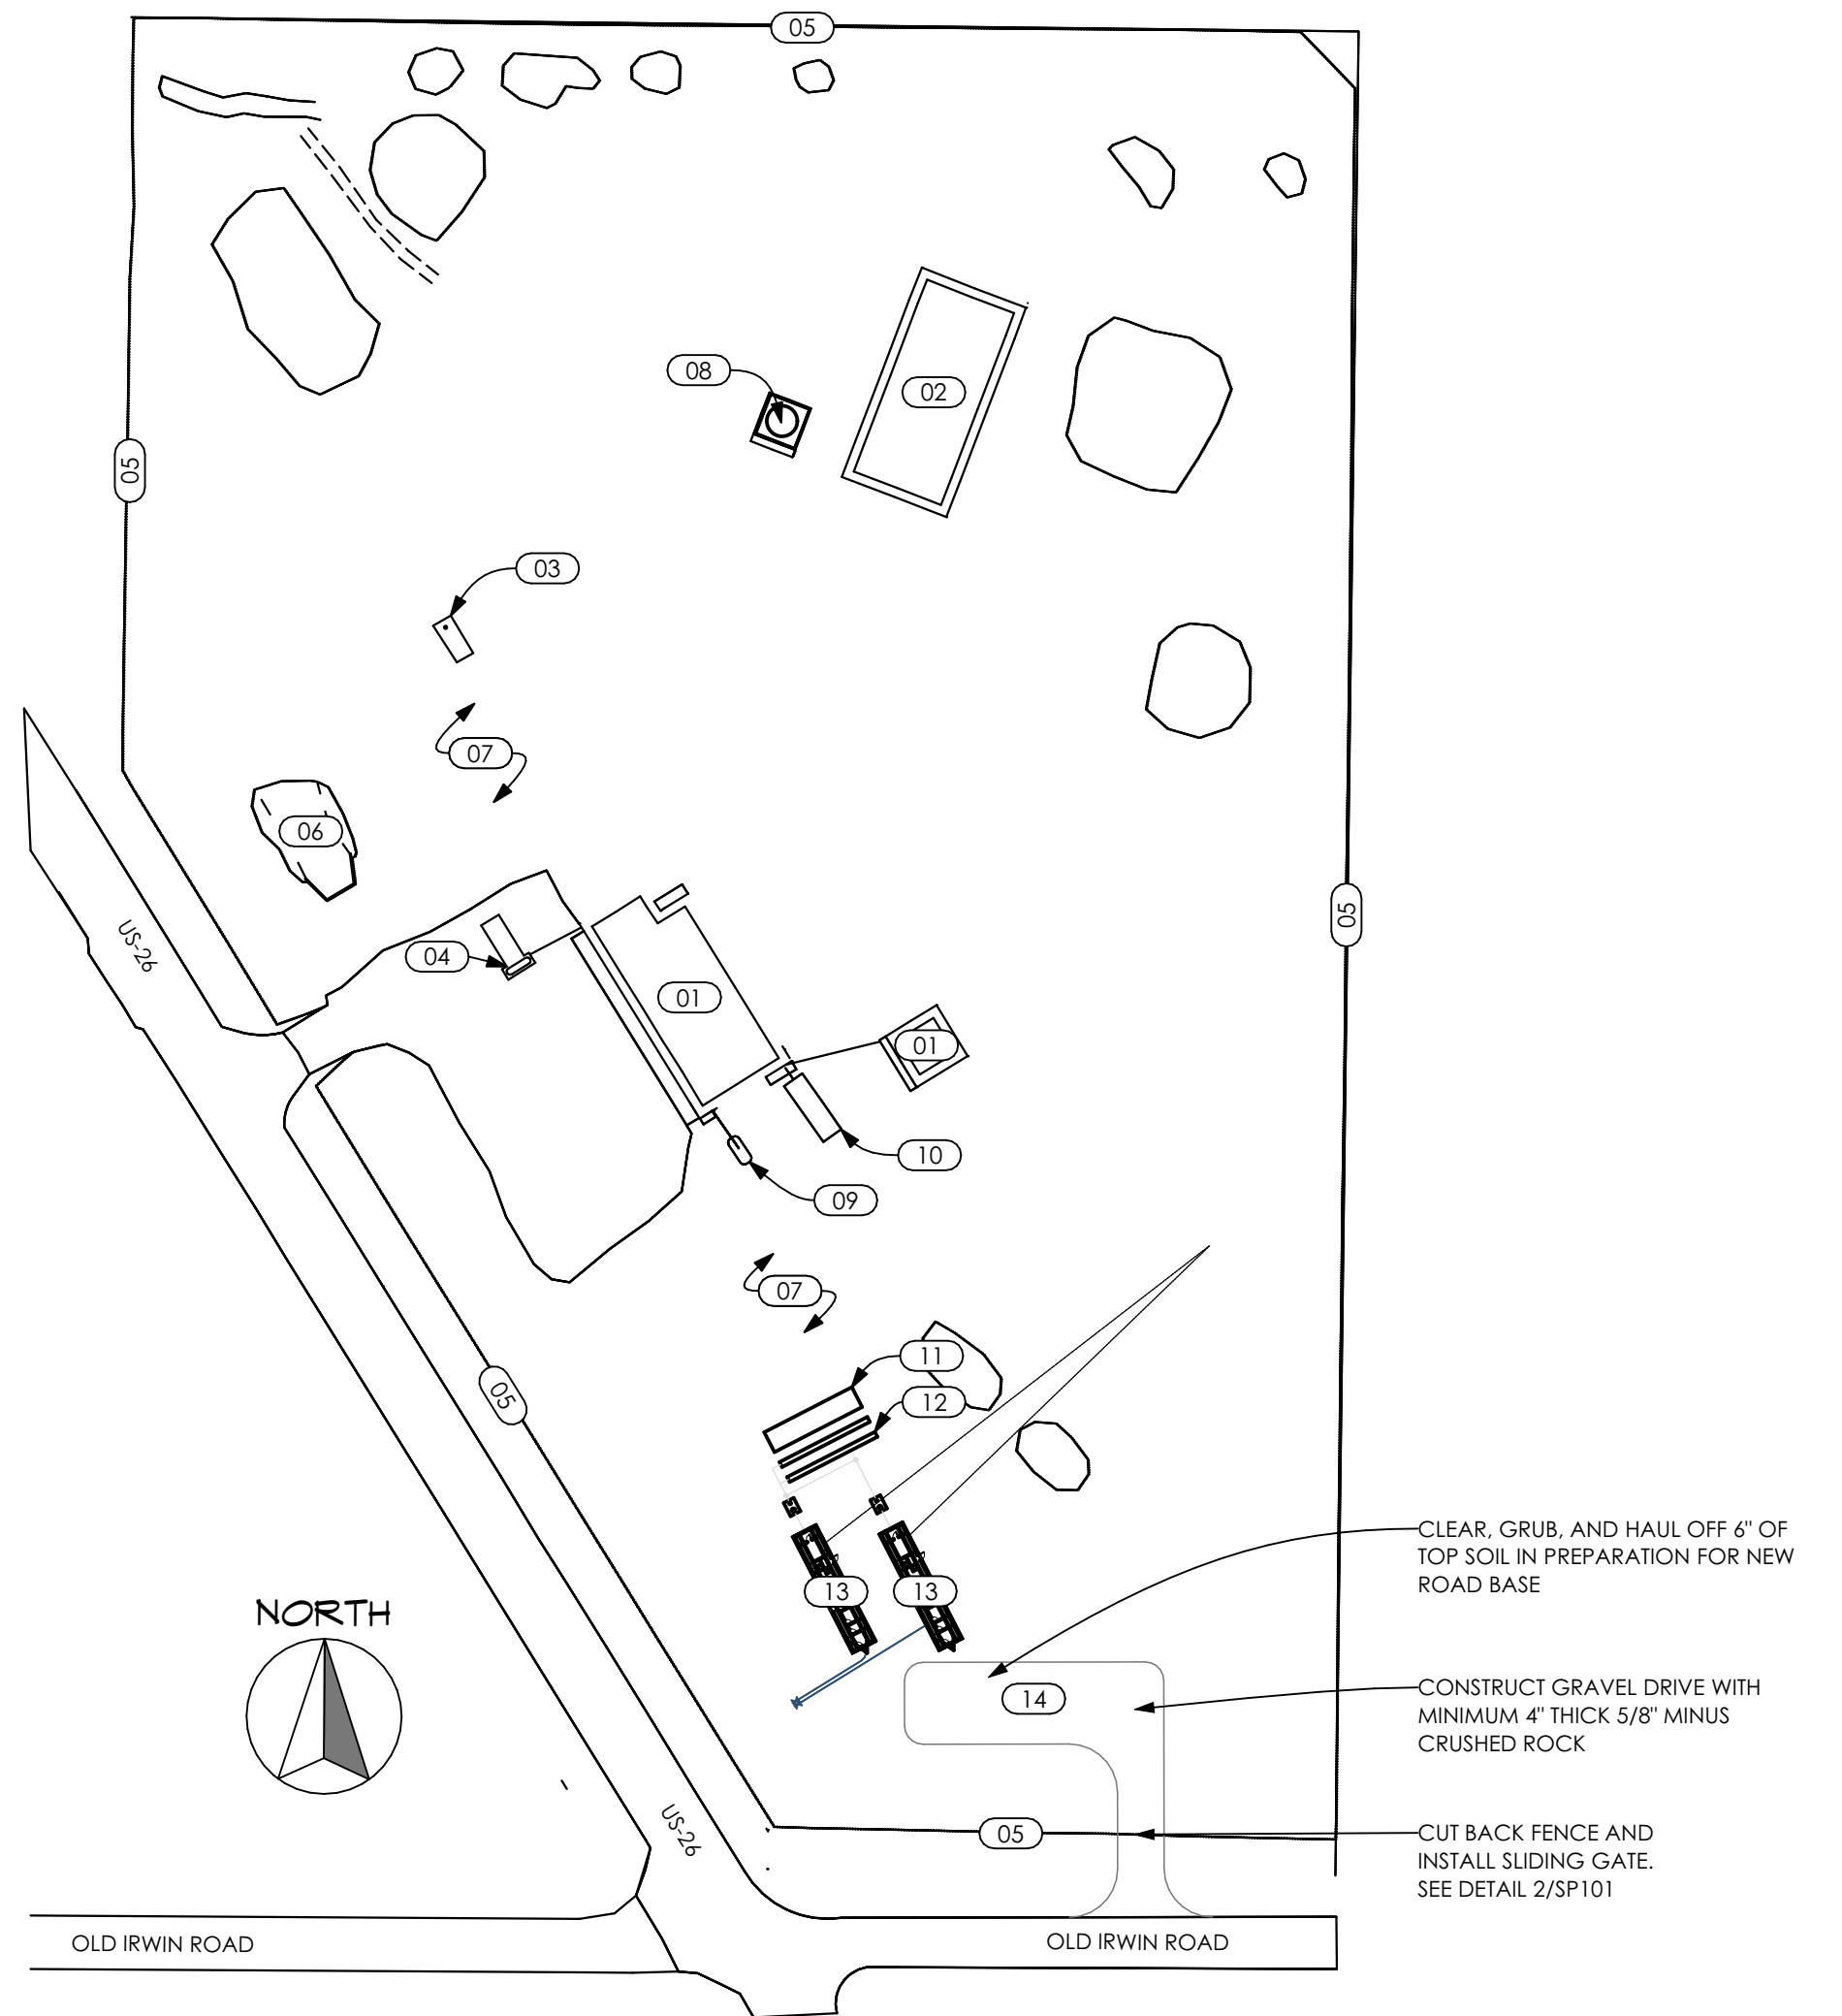 05
08
02
05
03
07
06
05
US-26
04
01
01
10
09
07
11
12
05
CLEAR, GRUB, AND HAUL OFF 6" OF
TOP SOIL IN PREPARATION FOR NEW
ROAD BASE
13
13
NORTH
CONSTRUCT GRAVEL DRIVE WITH
MINIMUM 4" THICK 5/8" MINUS
CRUSHED ROCK
14
US-26
05
CUT BACK FENCE AND
INSTALL SLIDING GATE.
SEE DETAIL 2/SP101
OLD IRWIN ROAD
OLD IRWIN ROAD